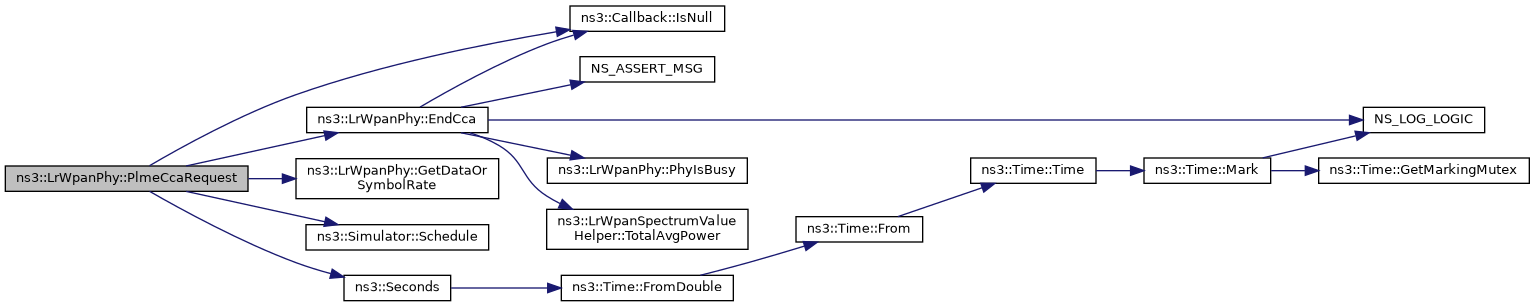 ns3::Callback::IsNull
NS_ASSERT_MSG
ns3::LrWpanPhy::EndCca
NS_LOG_LOGIC
ns3::LrWpanPhy::PlmeCcaRequest
ns3::LrWpanPhy::GetDataOr
SymbolRate
ns3::LrWpanPhy::PhyIsBusy
ns3::Time::Time
ns3::Time::Mark
ns3::Time::GetMarkingMutex
ns3::LrWpanSpectrumValue
Helper::TotalAvgPower
ns3::Time::From
ns3::Simulator::Schedule
ns3::Seconds
ns3::Time::FromDouble